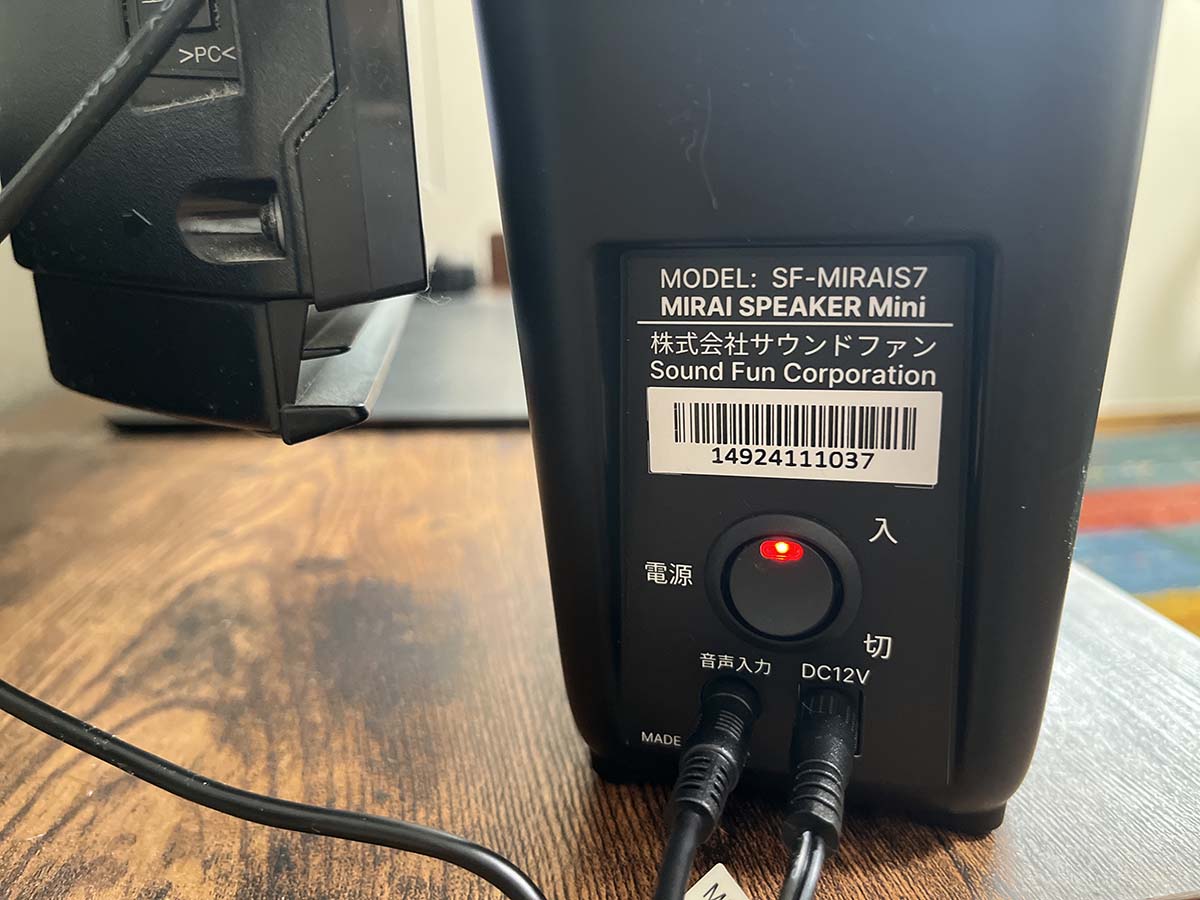 >PC<
MODEL: SF-MIRAIS7
MIRAI SPEAKER Mini
株式会社サウンドファン
Sound Fun Corporation
14924111037
入
電源
切
音声入力 DC12V
MADE